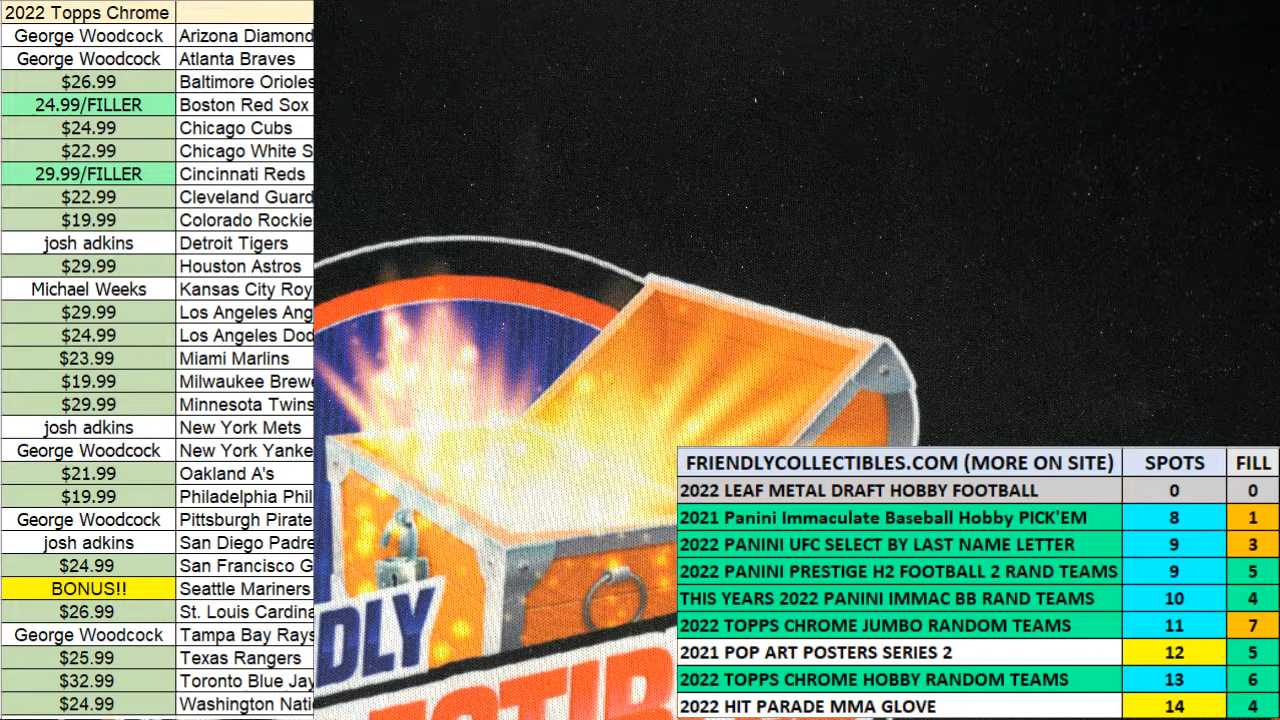 2022 Topps Chrome
George Woodcock Arizona Diamond
George Woodcock Atlanta Braves
$26.99 Baltimore Orioles
24.99/FILLER Boston Red Sox
$24.99 Chicago Cubs
$22.99 Chicago White S
29.99/FILLER Cincinnati Reds
$22.99 Cleveland Guard
$19.99 Colorado Rockie
josh adkins Detroit Tigers
$29.99 Houston Astros
Michael Weeks Kansas City Roy
$29.99 Los Angeles Ang
$24.99 Los Angeles Dod
$23.99 Miami Marlins
$19.99 Milwaukee Brewe
$29.99 Minnesota Twins
josh adkins New York Mets
George Woodcock New York Yanke
$21.99 Oakland A's
$19.99 Philadelphia Phil
George Woodcock Pittsburgh Pirate
josh adkins San Diego Padre
$24.99 San Francisco G
BONUS!! Seattle Mariners
$26.99 St. Louis Cardina
George Woodcock Tampa Bay Rays
$25.99 Texas Rangers
$32.99 Toronto Blue Jay
$24.99 Washington Nati
DLY
ECTIB
FRIENDLYCOLLECTIBLES.COM (MORE ON SITE) SPOTS FILL
2022 LEAF METAL DRAFT HOBBY FOOTBALL 0 0
2021 Panini Immaculate Baseball Hobby PICK'EM 8 1
2022 PANINI UFC SELECT BY LAST NAME LETTER 9 3
2022 PANINI PRESTIGE H2 FOOTBALL 2 RAND TEAMS 9 5
THIS YEARS 2022 PANINI IMMAC BB RAND TEAMS 10 4
2022 TOPPS CHROME JUMBO RANDOM TEAMS 11 7
2021 POP ART POSTERS SERIES 2 12 5
2022 TOPPS CHROME HOBBY RANDOM TEAMS 13 6
2022 HIT PARADE MMA GLOVE 14 4